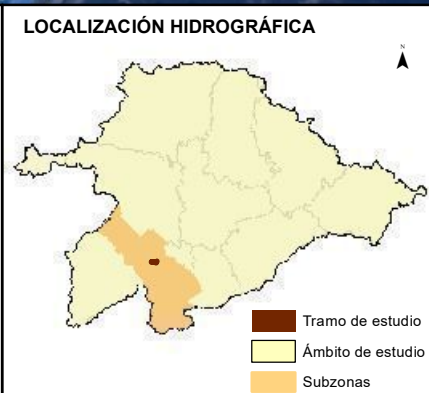 LOCALIZACIÓN HIDROGRÁFICA
N
Tramo de estudio
Ámbito de estudio
Subzonas